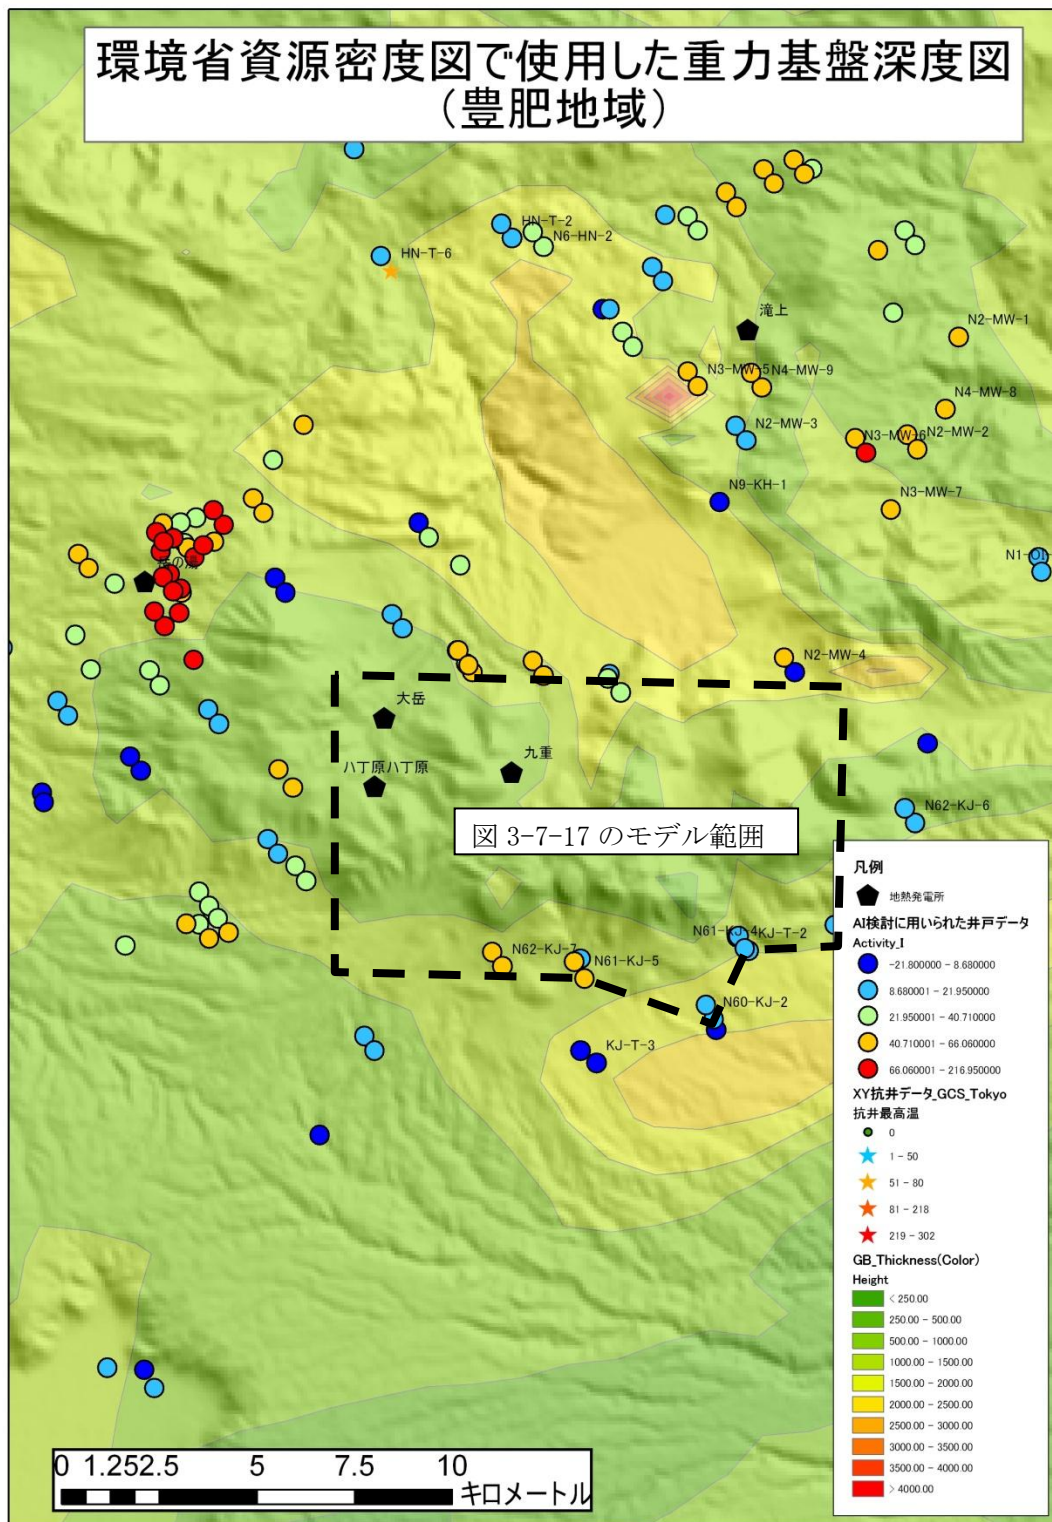 環境省資源密度図で使用した重力基盤深度図
（豊肥地域）
HN-T-2
N6-HN-2
HN-T-6
滝上
N2-MW-1
N3-MW-5
N4-MW-9
N4-MW-8
N2-MW-3
N3-MW-6
N2-MW-2
N9-KH-1
N3-MW-7
N2-MW-4
大岳
九重
八丁原八丁原
N62-KJ-6
図 3-7-17 のモデル範囲
N61-KJ-4
KJ-T-2
N62-KJ-7
N61-KJ-5
N60-KJ-2
KJ-T-3
凡例
地熱発電所
AI検討に用いられた井戸データ
Activity_I
-21.800000 - 8.680000
8.680001 - 21.950000
21.950001 - 40.710000
40.710001 - 66.060000
66.060001 - 216.950000
XY抗井データ_GCS_Tokyo
抗井最高温
0
1 - 50
51 - 80
81 - 218
219 - 302
GB_Thickness(Color)
Height
< 250.00
250.00 - 500.00
500.00 - 1000.00
1000.00 - 1500.00
1500.00 - 2000.00
2000.00 - 2500.00
2500.00 - 3000.00
3000.00 - 3500.00
3500.00 - 4000.00
> 4000.00
0 1.252.5 5 7.5 10
キロメートル